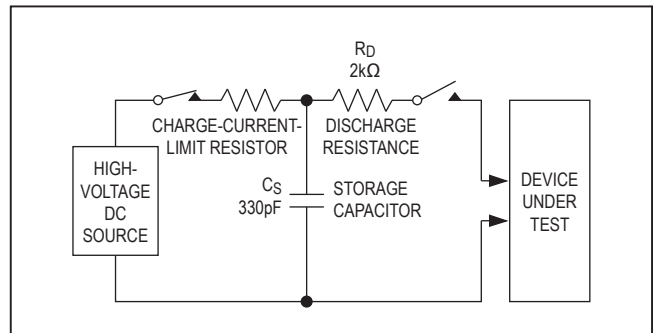 RD
2kΩ
CHARGE-CURRENT-
LIMIT RESISTOR
DISCHARGE
RESISTANCE
HIGH-
VOLTAGE
DC
SOURCE
CS
330pF
STORAGE
CAPACITOR
DEVICE
UNDER
TEST